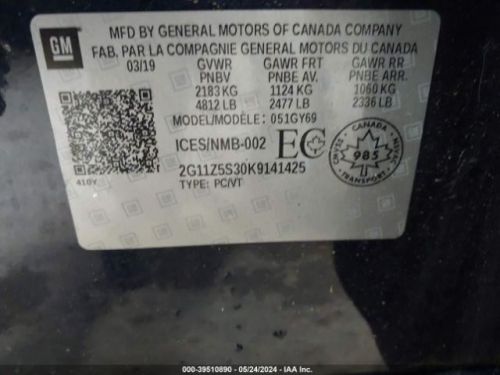 GM
MFD BY GENERAL MOTORS OF CANADA COMPANY
FAB. PAR LA COMPAGNIE GENERAL MOTORS DU CANADA
03/19 GVWR GAWR FRT GAWR RR
PNBV PNBE AV. PNBE ARR.
2183 KG 1124 KG 1060 KG
4812 LB 2477 LB 2336 LB
MODEL/MODÈLE: 051GY69
ICES/NMB-002 EC
CANADA
985
TRANSPORT
2G11Z5S30K9141425
TYPE: PC/VT
410Y
000-39510890 - 05/24/2024 - IAA Inc.